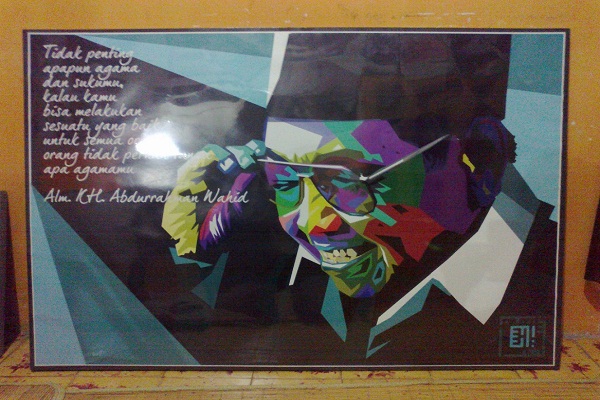 Tidak penting
apapun agama
dan sukumu,
kalau kamu
bisa melakukan
sesuatu yang
untuk semua
orang tidak
apa agamamu
Alm. KH. Abdurrahman Wahid